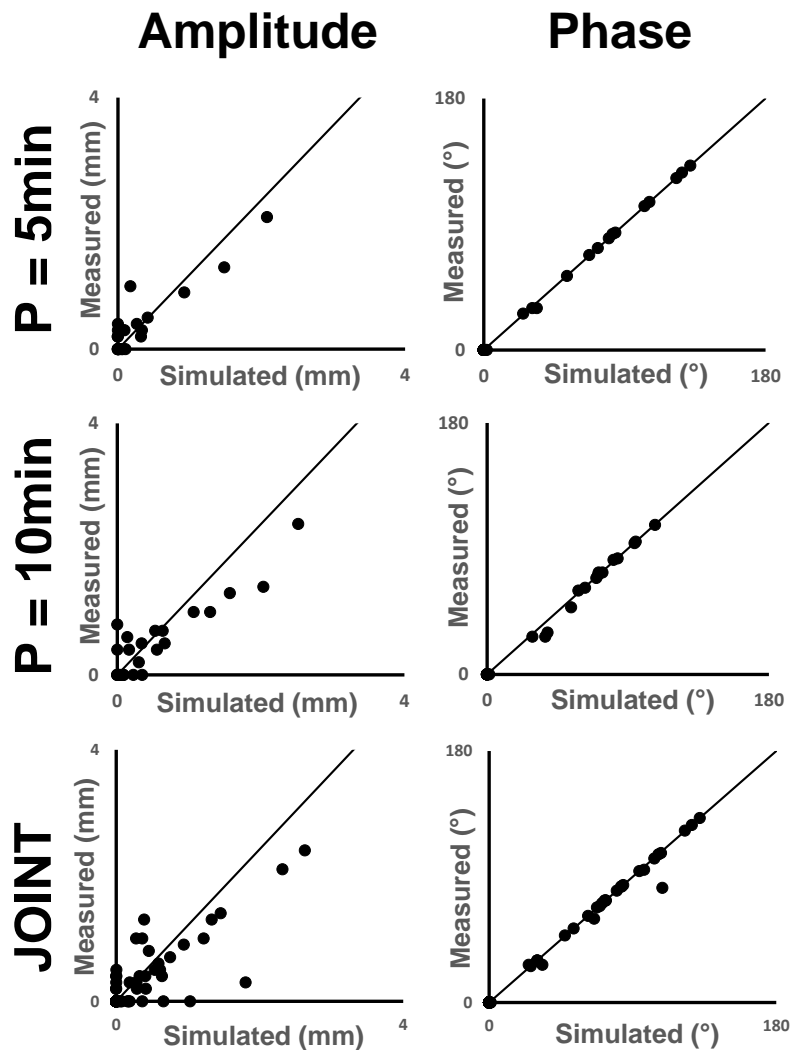 Amplitude
Phase
P = 5min
4
Measured (mm)
0
0
Simulated (mm)
4
180
Measured (°)
0
0
Simulated (°)
180
P = 10min
4
Measured (mm)
0
0
Simulated (mm)
4
180
Measured (°)
0
0
Simulated (°)
180
JOINT
4
Measured (mm)
0
0
Simulated (mm)
4
180
Measured (°)
0
0
Simulated (°)
180